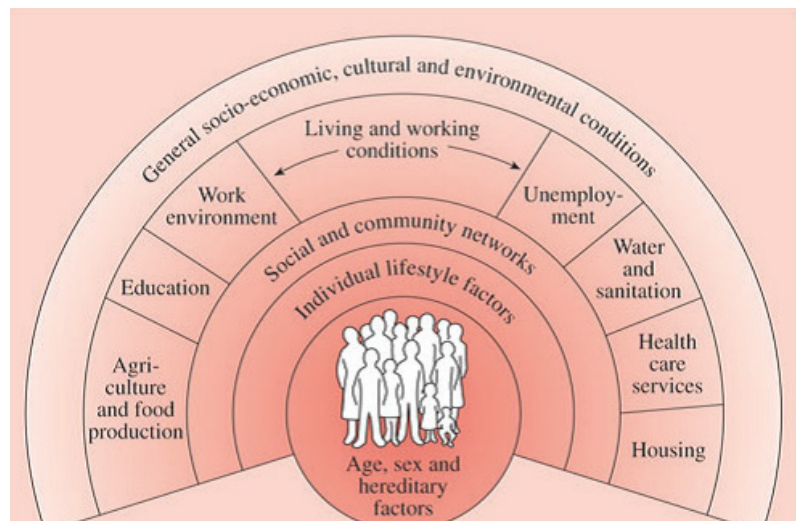 General socio-economic, cultural and environmental conditions
Living and working
conditions
Work
environment
Unemploy-
ment
Education
Water
and
sanitation
Agri-
culture
and food
production
Health
care
services
Housing
Social and community networks
Individual lifestyle factors
Age, sex and
hereditary
factors